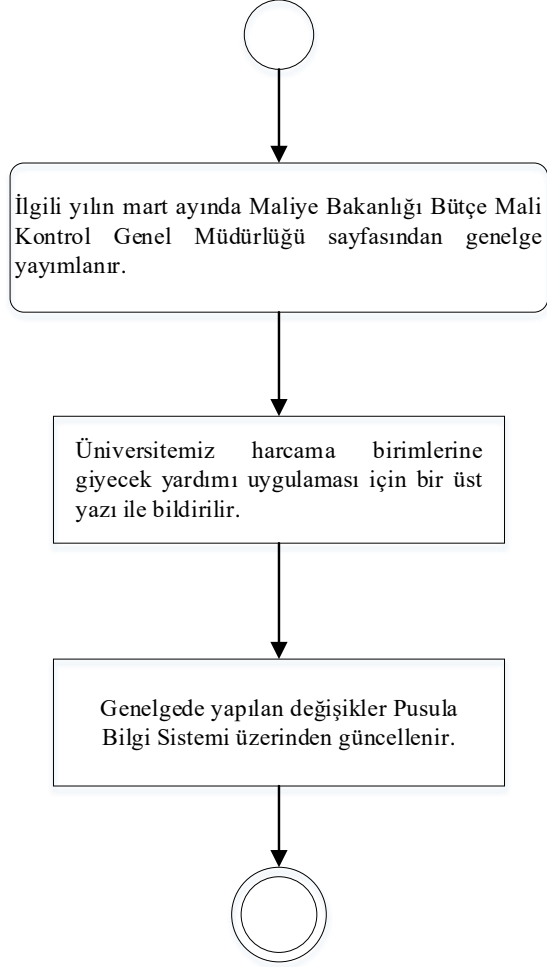 İlgili yılın mart ayında Maliye Bakanlığı Bütçe Mali
Kontrol Genel Müdürlüğü sayfasından genelge
yayımlanır.
Üniversitemiz harcama birimlerine
giyecek yardımı uygulaması için bir üst
yazı ile bildirilir.
Genelgede yapılan değişikler Pusula
Bilgi Sistemi üzerinden güncellenir.